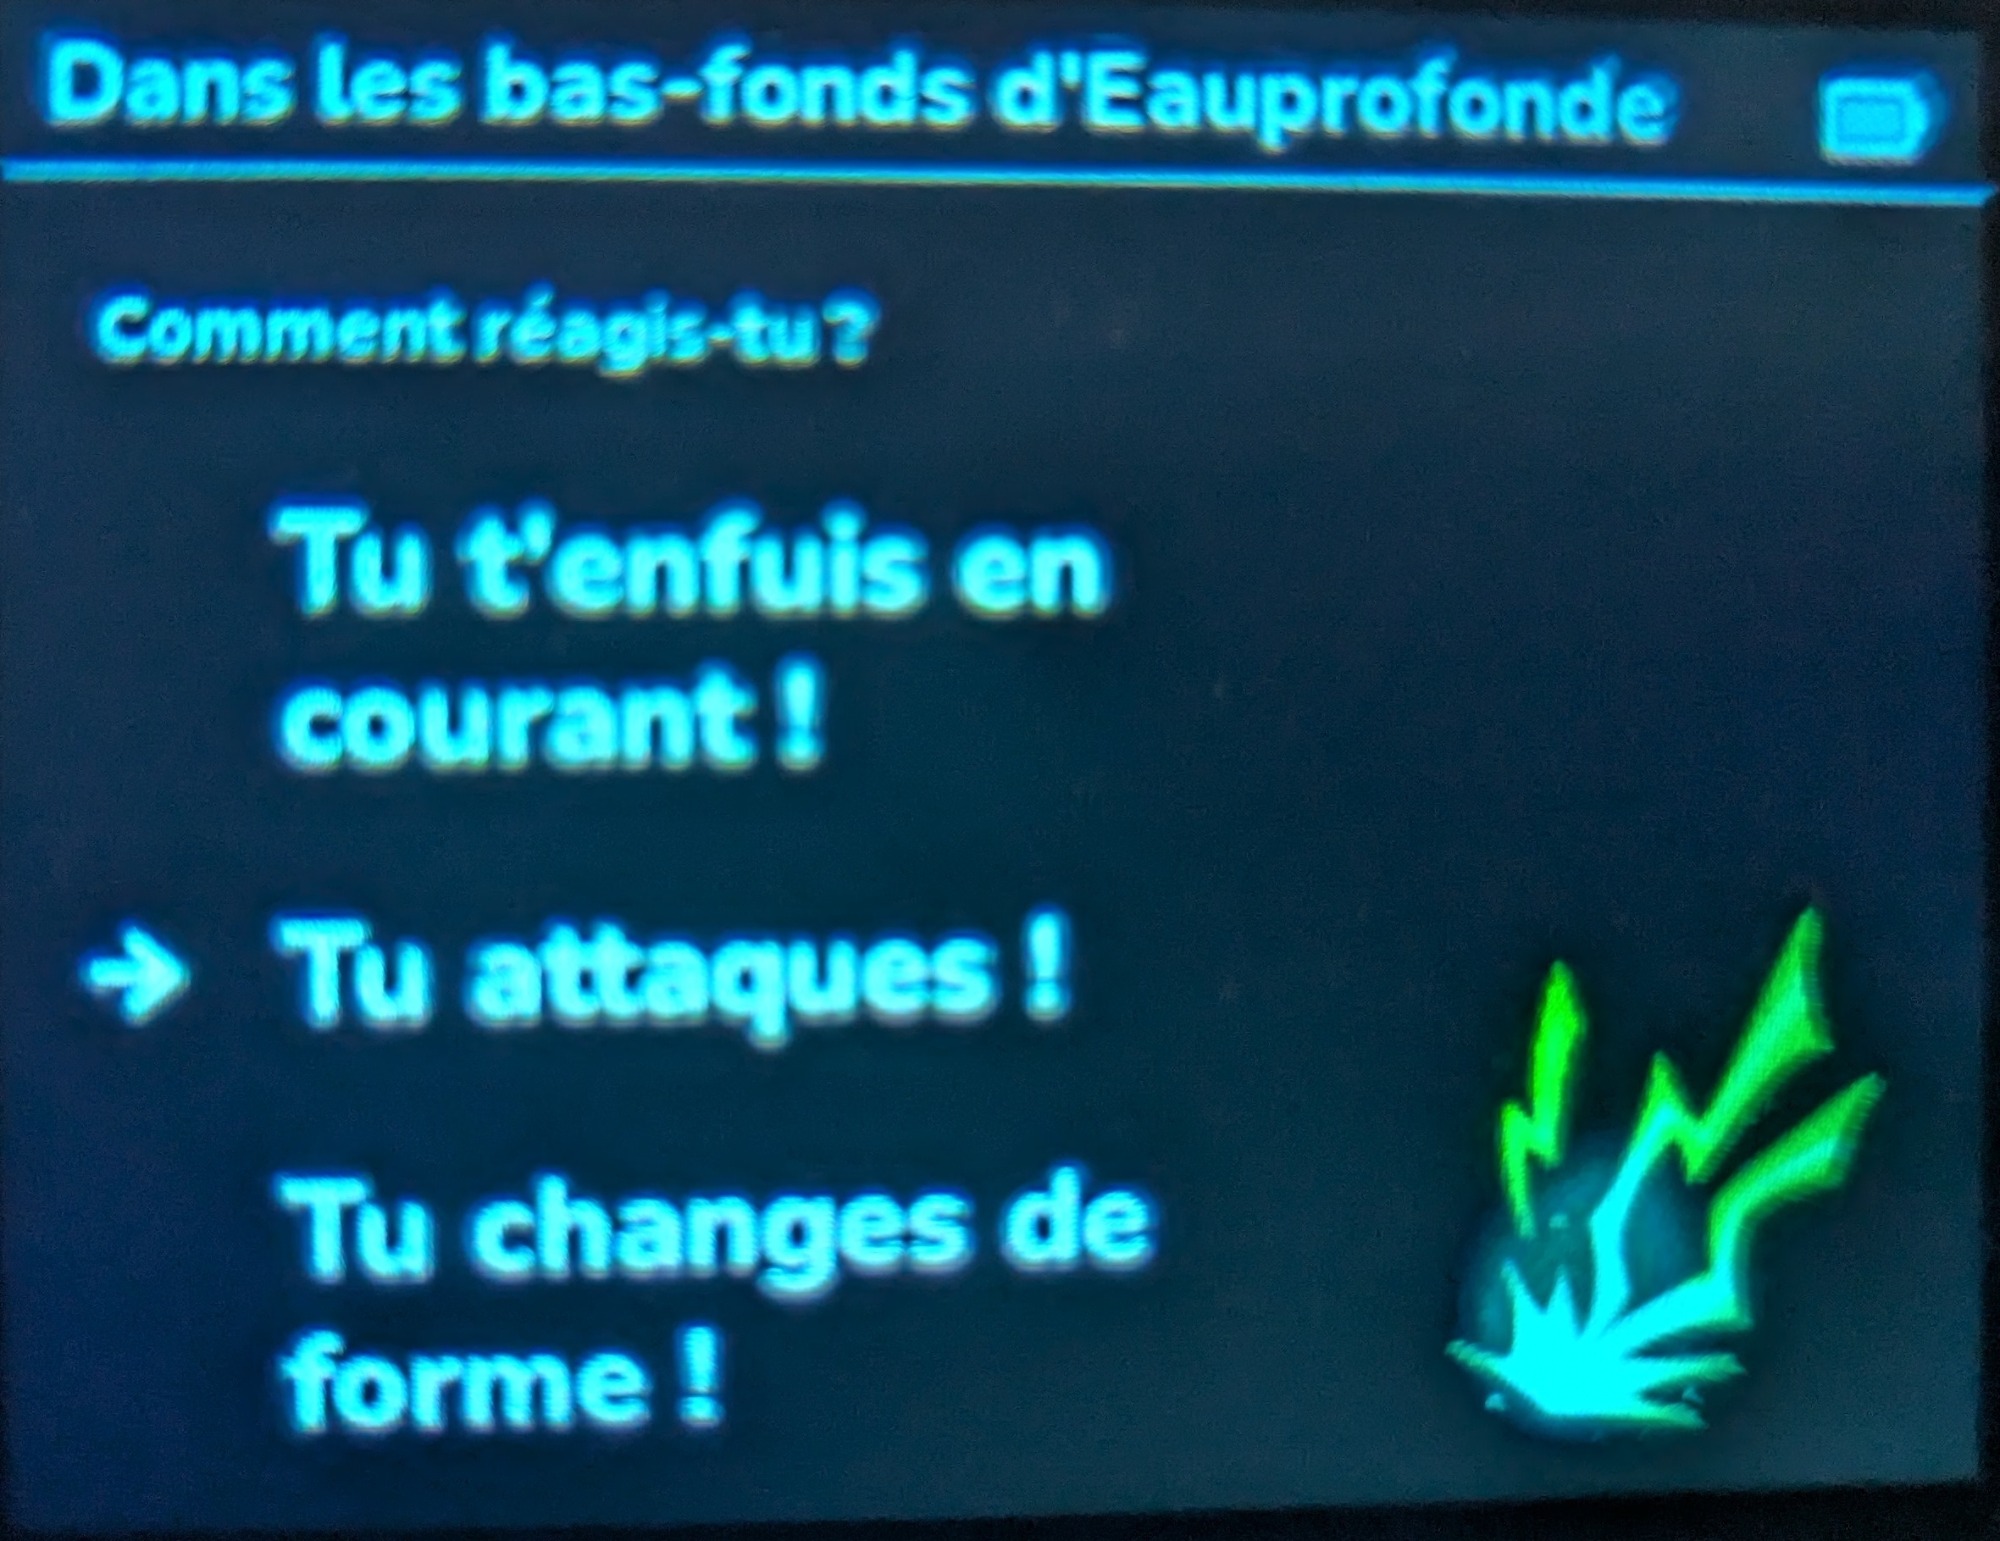 Dans les bas-fonds d'Eauprofonde
Comment réagis-tu ?
Tu t'enfuis en
courant !
→ Tu attaques !
Tu changes de
forme !